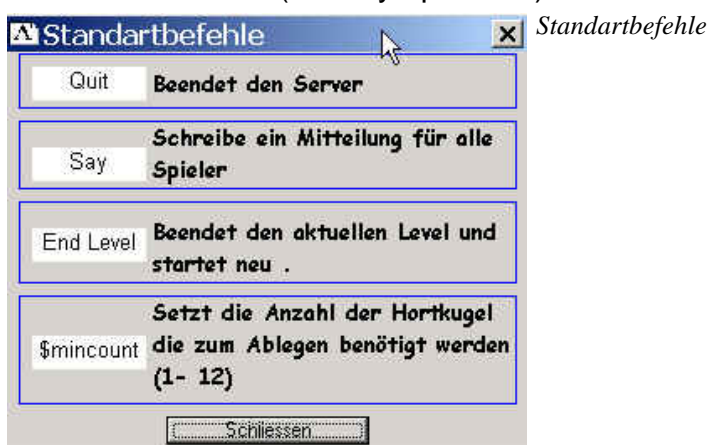 Standartbefehle
Standartbefehle
Quit
Beendet den Server
Say
Schreibe ein Mitteilung für alle
Spieler
End Level
Beendet den aktuellen Level und
startet neu .
$mincount
Setzt die Anzahl der Hortkugel
die zum Ablegen benötigt werden
(1- 12)
Schliessen